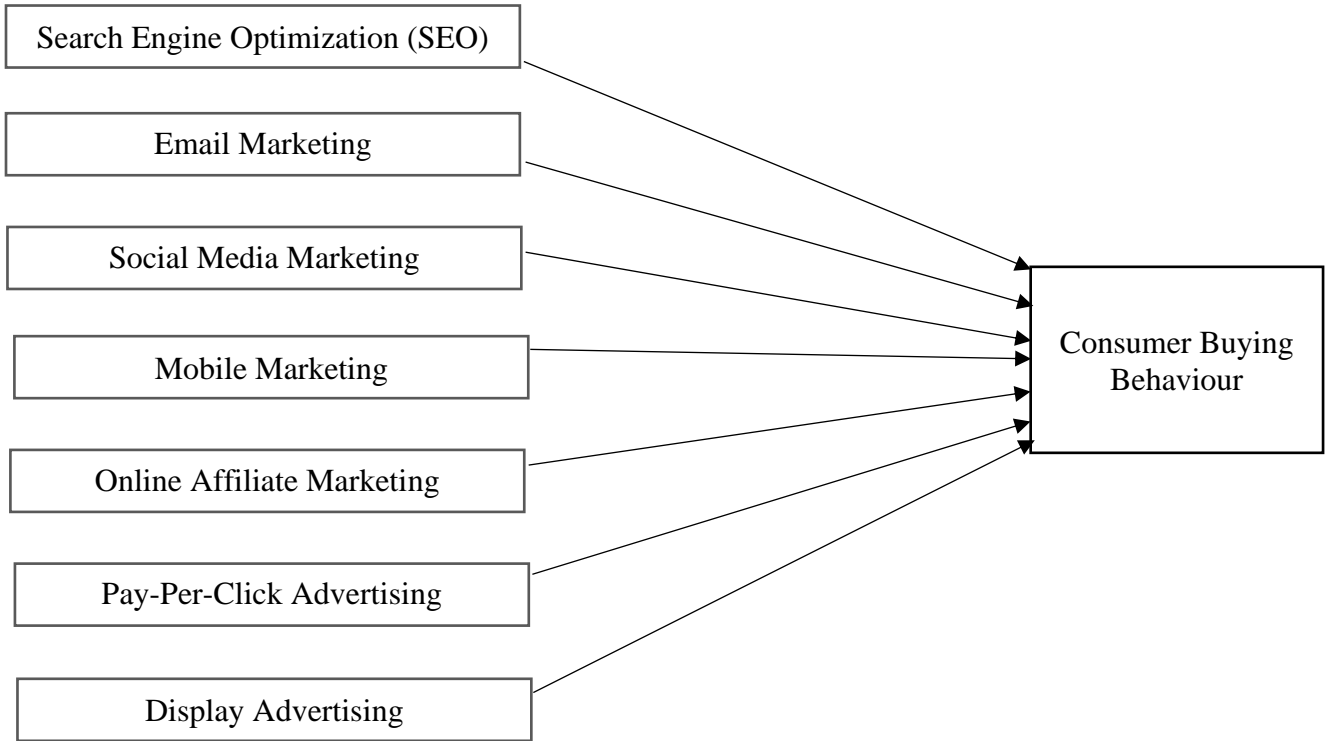 Search Engine Optimization (SEO)
Email Marketing
Social Media Marketing
Mobile Marketing
Online Affiliate Marketing
Pay-Per-Click Advertising
Display Advertising
Consumer Buying
Behaviour